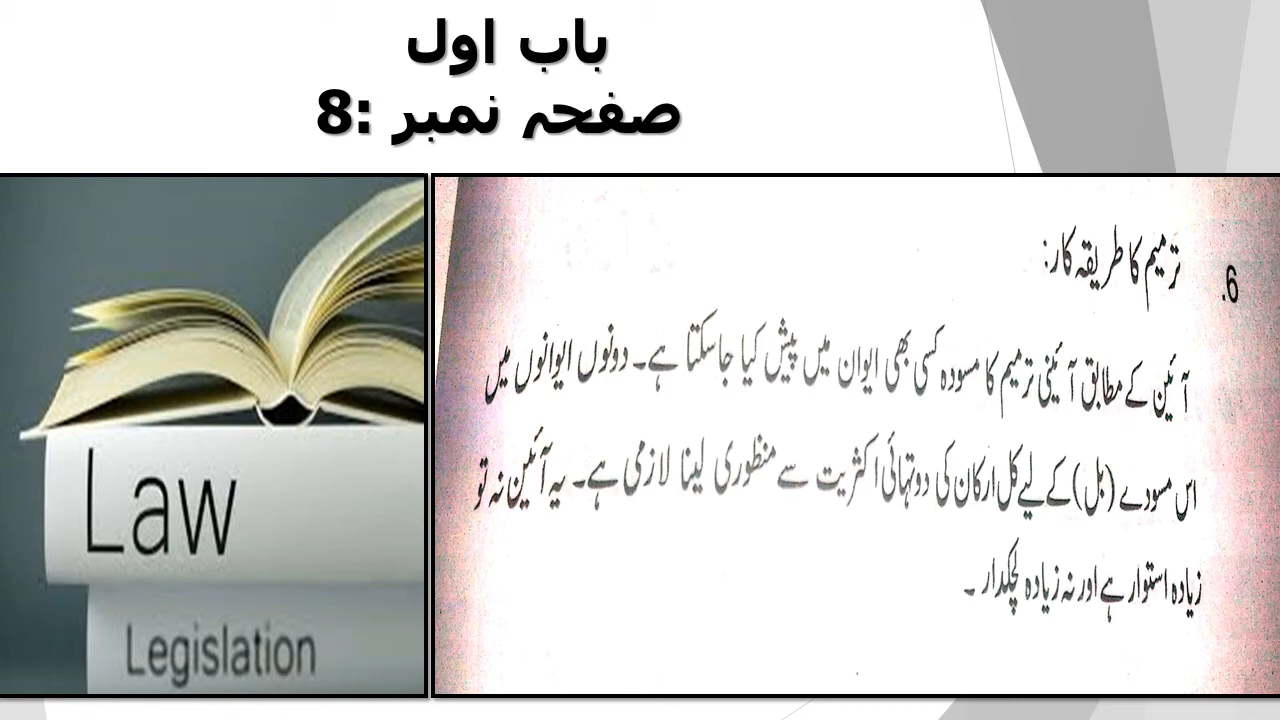 باب اول
صفحہ نمبر :8
Law
Legislation
6. ترمیم کا طریقہ کار:
آئین کے مطابق آئینی ترمیم کا مسودہ کسی بھی ایوان میں پیش کیا جاسکتا ہے۔ دونوں ایوانوں میں
اس مسودے (بل) کے لیے کل ارکان کی دو تہائی اکثریت سے منظوری لینا لازمی ہے۔ یہ آئین نہ تو
زیادہ استوار ہے اور نہ زیادہ لچکدار ۔